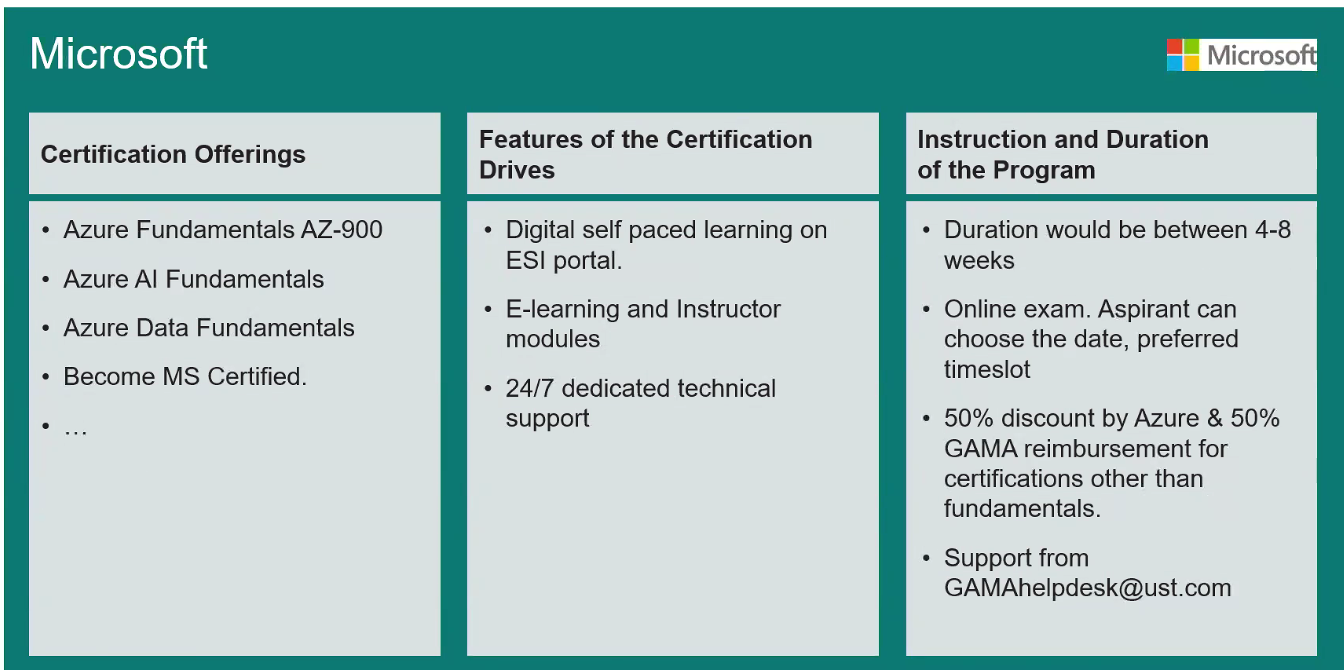 Microsoft
Microsoft
Certification Offerings
• Azure Fundamentals AZ-900
• Azure AI Fundamentals
• Azure Data Fundamentals
• Become MS Certified.
• …
Features of the Certification
Drives
• Digital self paced learning on
ESI portal.
• E-learning and Instructor
modules
• 24/7 dedicated technical
support
Instruction and Duration
of the Program
• Duration would be between 4-8
weeks
• Online exam. Aspirant can
choose the date, preferred
timeslot
• 50% discount by Azure & 50%
GAMA reimbursement for
certifications other than
fundamentals.
• Support from
GAMAhelpdesk@ust.com